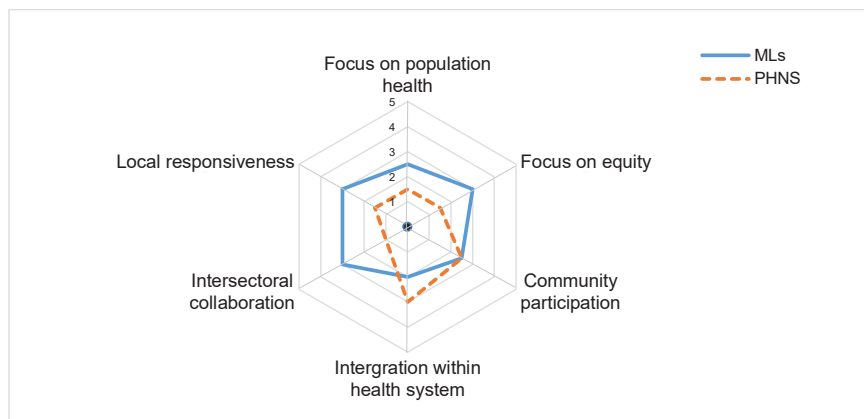 MLs
PHNS
Focus on population
health
5
4
3
2
1
Local responsiveness
Focus on equity
Intersectoral
collaboration
Community
participation
Intergration within
health system